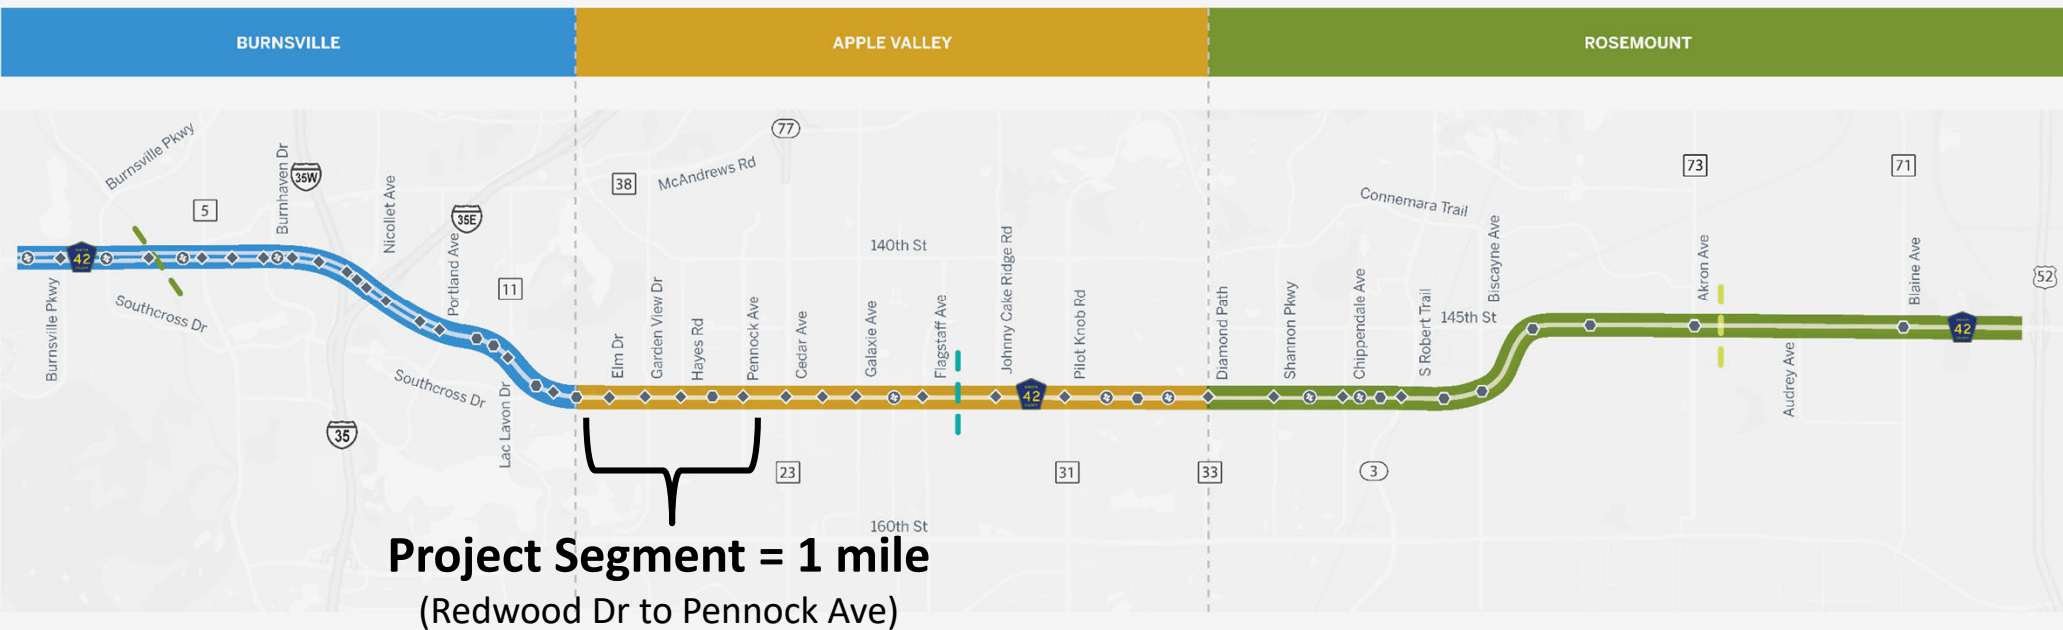 BURNSVILLE
APPLE VALLEY
ROSEMOUNT
Burnsville Pkwy
Burnhaven Dr
35W
Nicollet Ave
35E
Portland Ave
5
11
38
McAndrews Rd
77
140th St
Johnny Cake Ridge Rd
Connemara Trail
Biscayne Ave
73
Akron Ave
71
Blaine Ave
52
42
Burnsville Pkwy
Southcross Dr
Southcross Dr
Lac Lavon Dr
35
Elm Dr
Garden View Dr
Hayes Rd
Pennock Ave
Cedar Ave
Galaxie Ave
Flagstaff Ave
42
Pilot Knob Rd
Diamond Path
Shannon Pkwy
Chippendale Ave
S Robert Trail
145th St
Audrey Ave
42
23
31
33
3
160th St
Project Segment = 1 mile
(Redwood Dr to Pennock Ave)